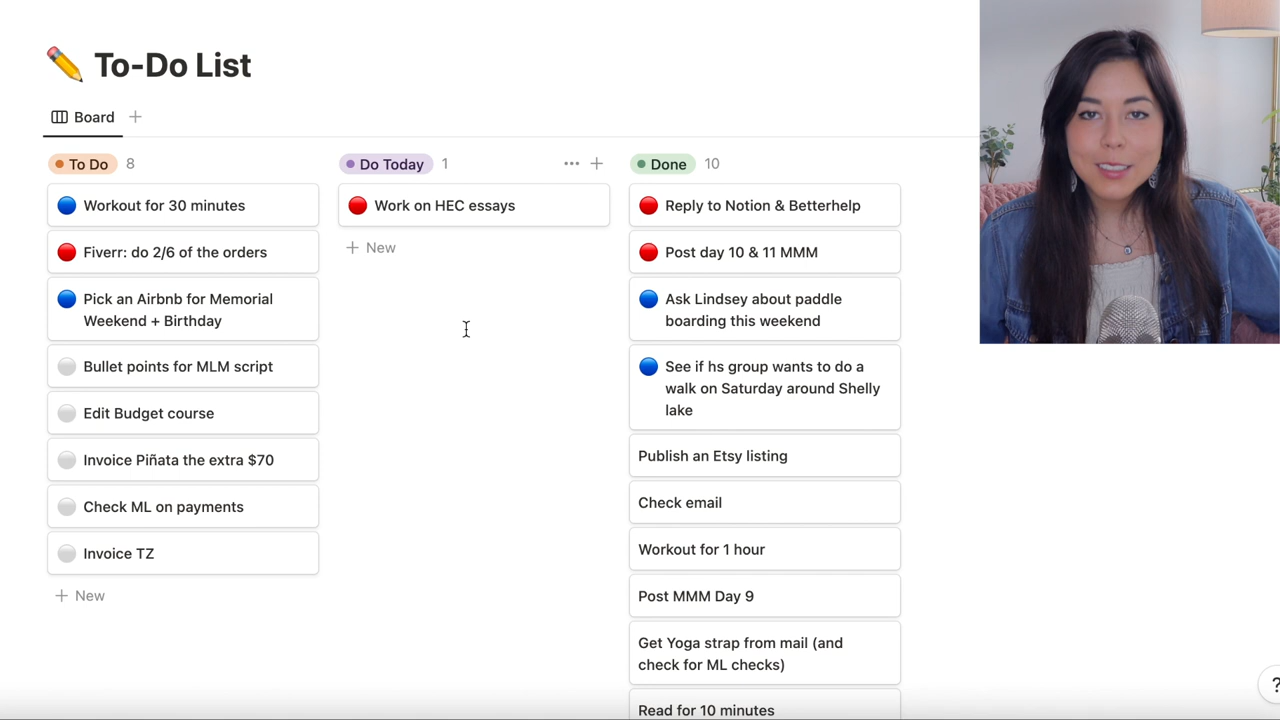 To-Do List
Board
To Do 8
Workout for 30 minutes
Fiverr: do 2/6 of the orders
Pick an Airbnb for Memorial
Weekend + Birthday
Bullet points for MLM script
Edit Budget course
Invoice Piñata the extra $70
Check ML on payments
Invoice TZ
New
Do Today 1
Work on HEC essays
New
Done 10
Reply to Notion & Betterhelp
Post day 10 & 11 MMM
Ask Lindsey about paddle
boarding this weekend
See if hs group wants to do a
walk on Saturday around Shelly
lake
Publish an Etsy listing
Check email
Workout for 1 hour
Post MMM Day 9
Get Yoga strap from mail (and
check for ML checks)
Read for 10 minutes
?